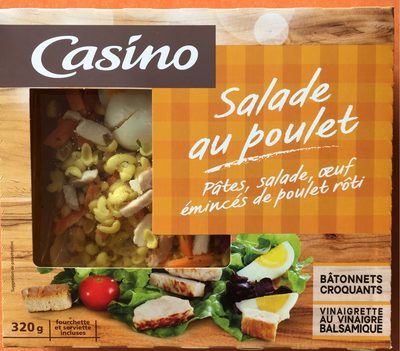 Casino
Salade
au poulet
Pâtes, salade, œuf
émincés de poulet rôti
BÂTONNETS
CROQUANTS
VINAIGRETTE
AU VINAIGRE
BALSAMIQUE
320 g
fourchette
et serviette
incluses